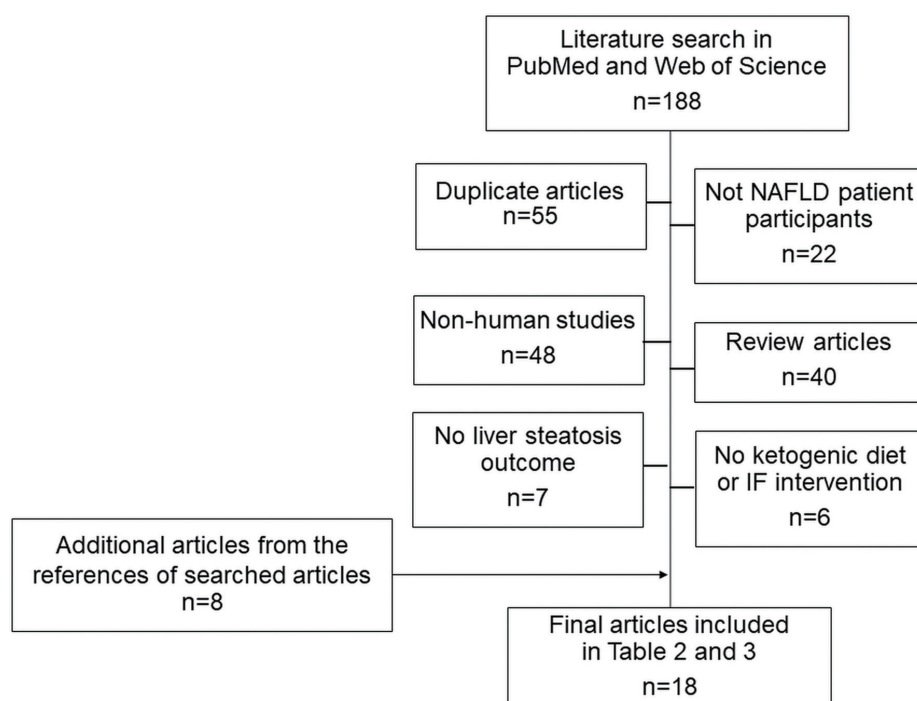 Literature search in
PubMed and Web of Science
n=188
Duplicate articles
n=55
Not NAFLD patient
participants
n=22
Non-human studies
n=48
Review articles
n=40
No liver steatosis
outcome
n=7
No ketogenic diet
or IF intervention
n=6
Additional articles from the
references of searched articles
n=8
Final articles included
in Table 2 and 3
n=18